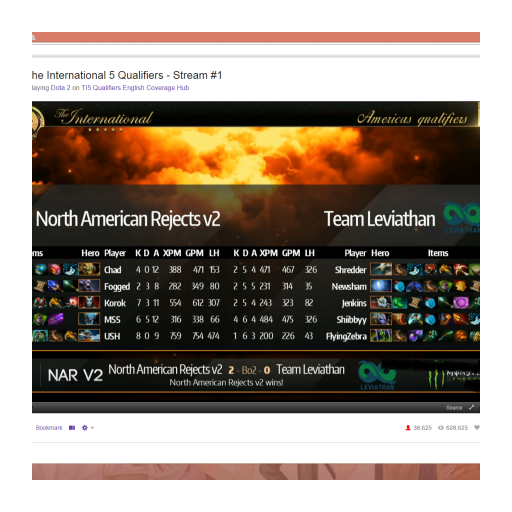 he International 5 Qualifiers - Stream #1
laying Dota 2 on TI5 Qualifiers English Coverage Hub
The International
Americas qualifiers
North American Rejects v2
Team Leviathan
LEVIATHAN
ms Hero Player K D A XPM GPM LH K D A XPM GPM LH Player Hero Items
Chad 4 0 12 388 471 153 2 5 4 471 467 326 Shredder
Fogged 2 3 8 282 349 80 2 5 5 231 314 35 Newsham
Korok 7 3 11 554 612 307 2 5 4 243 323 82 Jenkins
MSS 6 5 12 316 338 66 4 6 4 484 475 326 Shiibbyy
USH 8 0 9 759 754 474 1 6 3 200 226 43 FlyingZebra
NAR V2 North American Rejects v2 2 - Bo2 - 0 Team Leviathan
North American Rejects v2 wins!
LEVIATHAN
MONST
ENERG
Source
Bookmark
38,625 628,625